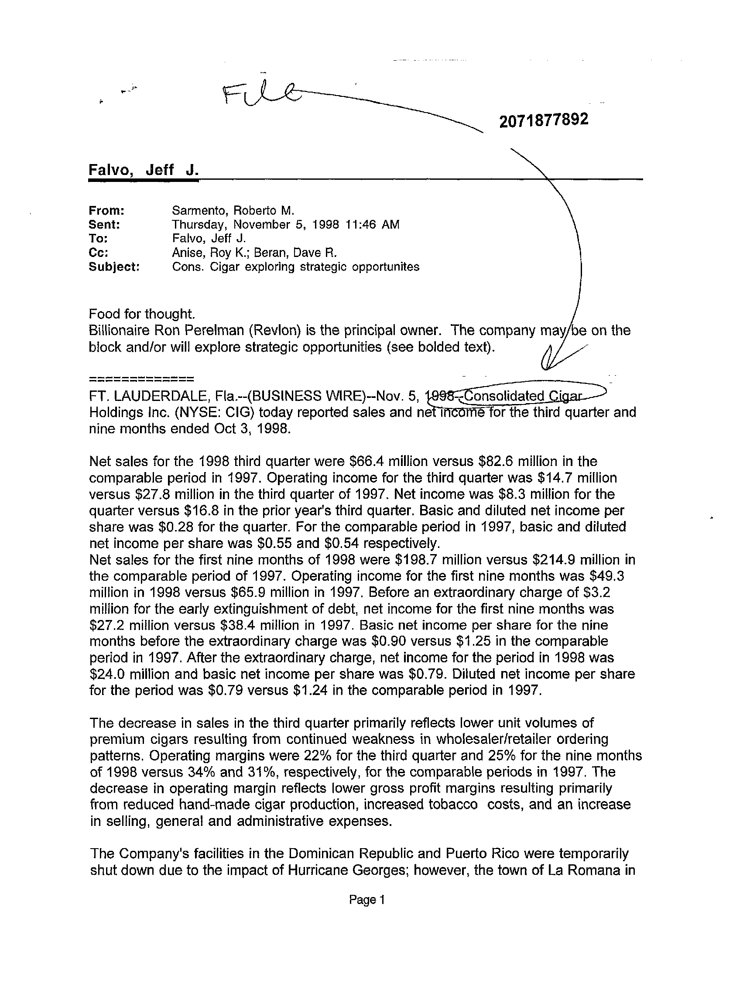 File
2071877892
Falvo, Jeff J.
From: Sarmento, Roberto M.
Sent: Thursday, November 5, 1998 11:46 AM
To: Falvo, Jeff J.
Cc: Anise, Roy K.; Beran, Dave R.
Subject: Cons. Cigar exploring strategic opportunites
Food for thought.
Billionaire Ron Perelman (Revlon) is the principal owner. The company may be on the
block and/or will explore strategic opportunities (see bolded text).
=============
FT. LAUDERDALE, Fla.--(BUSINESS WIRE)--Nov. 5, 1998--Consolidated Cigar
Holdings Inc. (NYSE: CIG) today reported sales and net income for the third quarter and
nine months ended Oct 3, 1998.
Net sales for the 1998 third quarter were $66.4 million versus $82.6 million in the
comparable period in 1997. Operating income for the third quarter was $14.7 million
versus $27.8 million in the third quarter of 1997. Net income was $8.3 million for the
quarter versus $16.8 in the prior year's third quarter. Basic and diluted net income per
share was $0.28 for the quarter. For the comparable period in 1997, basic and diluted
net income per share was $0.55 and $0.54 respectively.
Net sales for the first nine months of 1998 were $198.7 million versus $214.9 million in
the comparable period of 1997. Operating income for the first nine months was $49.3
million in 1998 versus $65.9 million in 1997. Before an extraordinary charge of $3.2
million for the early extinguishment of debt, net income for the first nine months was
$27.2 million versus $38.4 million in 1997. Basic net income per share for the nine
months before the extraordinary charge was $0.90 versus $1.25 in the comparable
period in 1997. After the extraordinary charge, net income for the period in 1998 was
$24.0 million and basic net income per share was $0.79. Diluted net income per share
for the period was $0.79 versus $1.24 in the comparable period in 1997.
The decrease in sales in the third quarter primarily reflects lower unit volumes of
premium cigars resulting from continued weakness in wholesaler/retailer ordering
patterns. Operating margins were 22% for the third quarter and 25% for the nine months
of 1998 versus 34% and 31%, respectively, for the comparable periods in 1997. The
decrease in operating margin reflects lower gross profit margins resulting primarily
from reduced hand-made cigar production, increased tobacco costs, and an increase
in selling, general and administrative expenses.
The Company's facilities in the Dominican Republic and Puerto Rico were temporarily
shut down due to the impact of Hurricane Georges; however, the town of La Romana in
Page 1